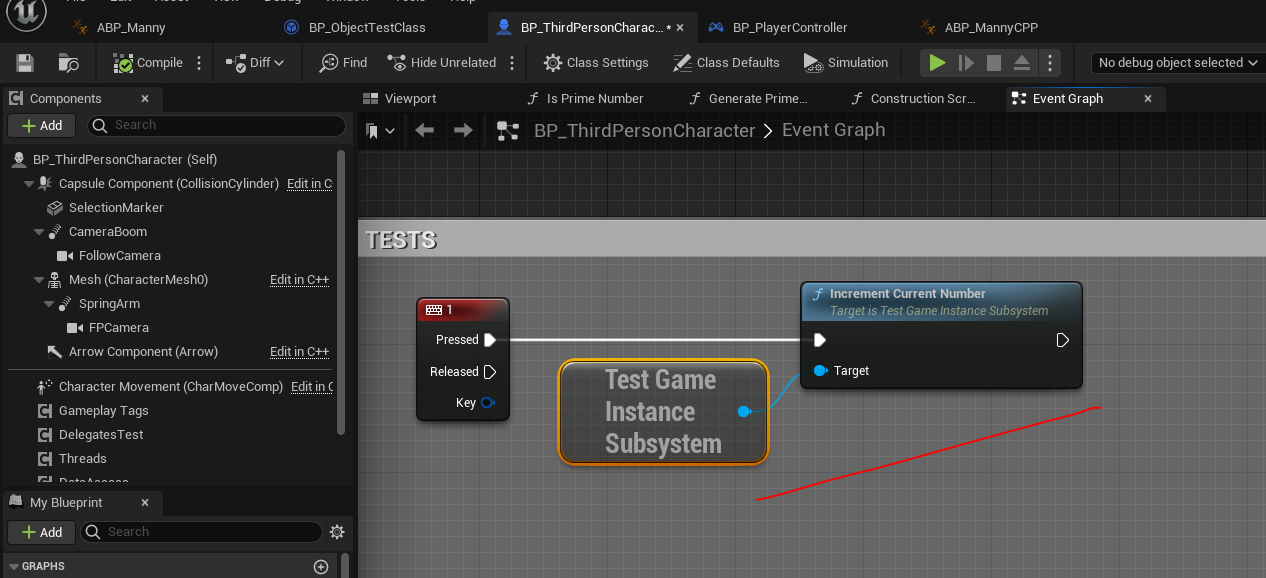 ABP_Manny
BP_ObjectTestClass
BP_ThirdPersonCharac...*
BP_PlayerController
ABP_MannyCPP
Compile
Diff
Find
Hide Unrelated
Class Settings
Class Defaults
Simulation
No debug object selected
Components
Viewport
Is Prime Number
Generate Prime...
Construction Scr...
Event Graph
Add
Search
BP_ThirdPersonCharacter > Event Graph
BP_ThirdPersonCharacter (Self)
Capsule Component (CollisionCylinder) Edit in C
SelectionMarker
CameraBoom
FollowCamera
Mesh (CharacterMesh0) Edit in C++
SpringArm
FPCamera
Arrow Component (Arrow) Edit in C++
Character Movement (CharMoveComp) Edit in C
Gameplay Tags
DelegatesTest
Threads
My Blueprint
Add
Search
GRAPHS
TESTS
1
Pressed
Released
Key
Test Game
Instance
Subsystem
Increment Current Number
Target is Test Game Instance Subsystem
Target